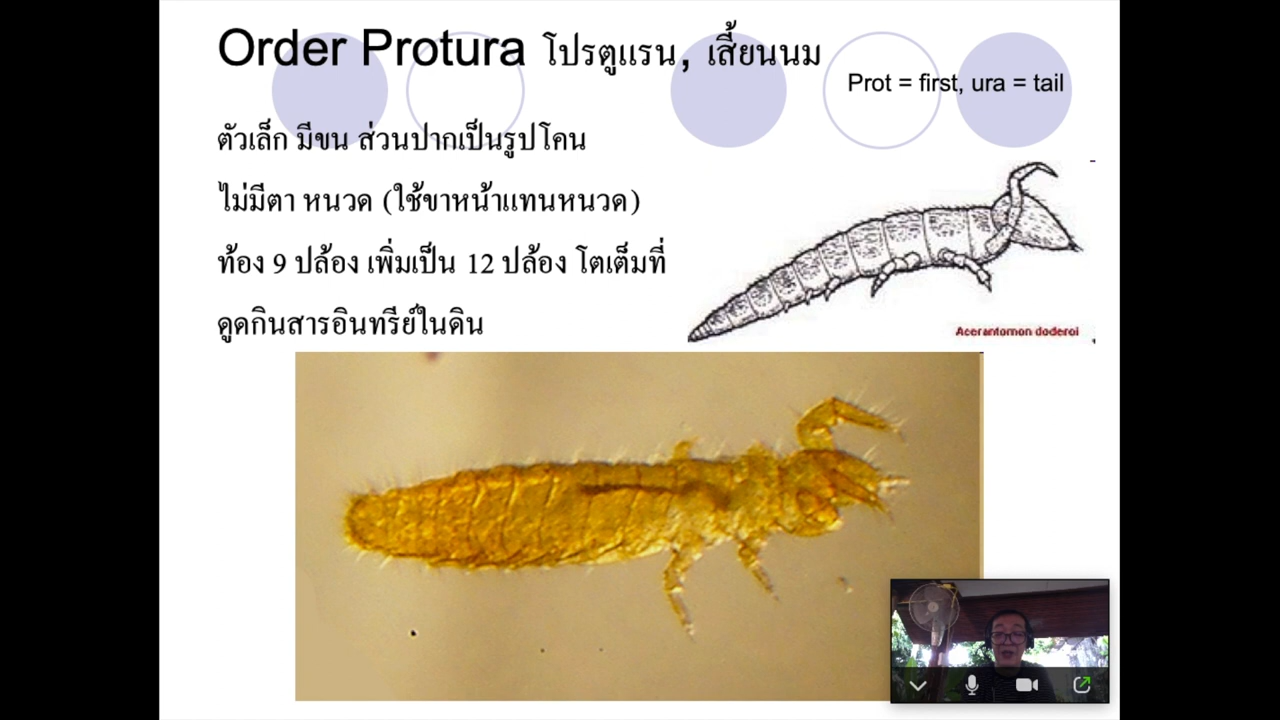 Order Protura โปรตูแรน, เสี้ยนนม
Prot = first, ura = tail
ตัวเล็ก มีขน ส่วนปากเป็นรูปโคน
ไม่มีตา หนวด (ใช้ขาหน้าแทนหนวด)
ท้อง 9 ปล้อง เพิ่มเป็น 12 ปล้อง โตเต็มที่
ดูดกินสารอินทรีย์ในดิน
Acerantomon doderoi